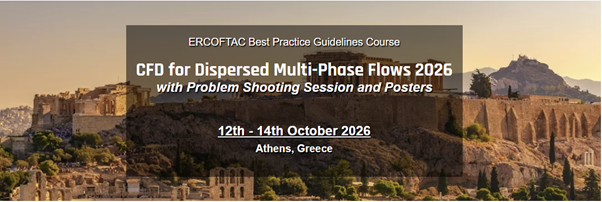 ERCOFTAC Best Practice Guidelines Course
CFD for Dispersed Multi-Phase Flows 2026
with Problem Shooting Session and Posters
12th - 14th October 2026
Athens, Greece